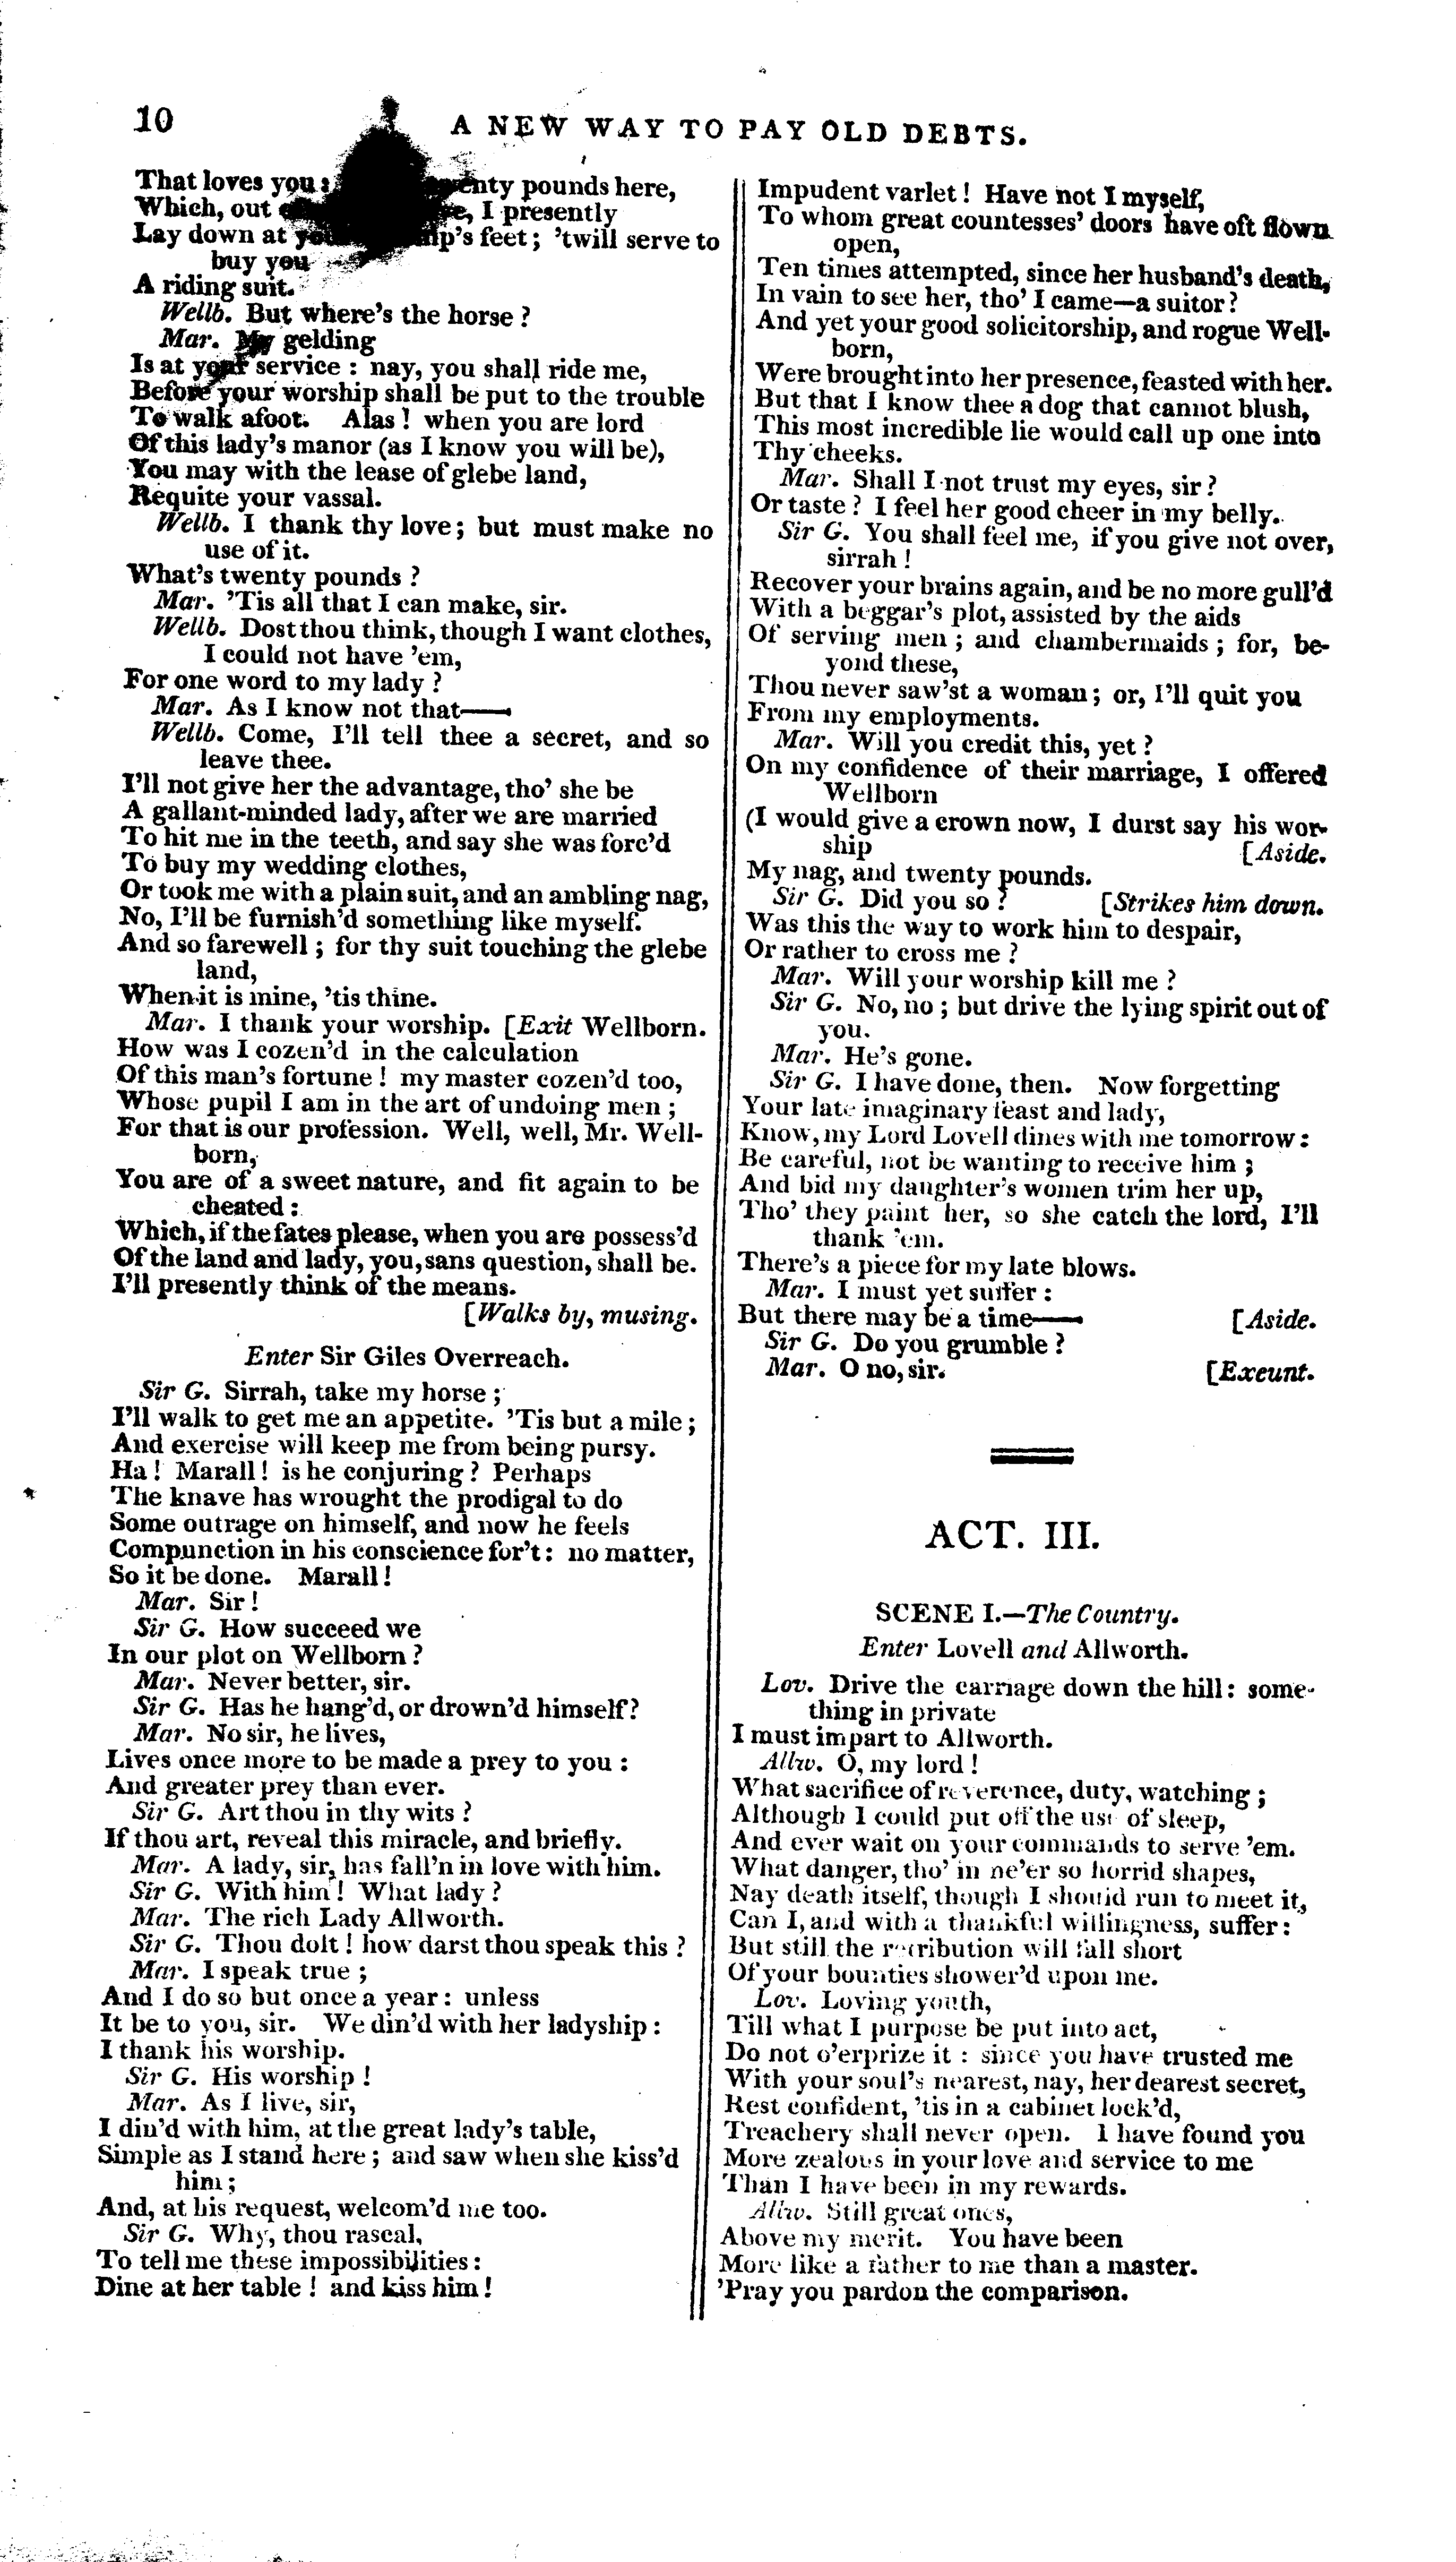 10
A NEW WAY TO PAY OLD DEBTS.
That loves you: pounds here,
Which, out I presently
Lay down at feet; 'twill serve to
buy you
A riding suit.
Wellb. But where's the horse?
Mar. My gelding
Is at your service: nay, you shall ride me,
Before your worship shall be put to the trouble
To walk afoot. Alas! when you are lord
Of this lady's manor (as I know you will be),
You may with the lease of glebe land,
Requite your vassal.
Wellb. I thank thy love; but must make no
use of it.
What's twenty pounds?
Mar. 'Tis all that I can make, sir.
Wellb. Dost thou think, though I want clothes,
I could not have 'em,
For one word to my lady?
Mar. As I know not that—
Wellb. Come, I'll tell thee a secret, and so
leave thee.
I'll not give her the advantage, tho' she be
A gallant-minded lady, after we are married
To hit me in the teeth, and say she was forc'd
To buy my wedding clothes,
Or took me with a plain suit, and an ambling nag,
No, I'll be furnish'd something like myself.
And so farewell; for thy suit touching the glebe
land,
When it is mine, 'tis thine.
Mar. I thank your worship. [Exit Wellborn.
How was I cozen'd in the calculation
Of this man's fortune! my master cozen'd too,
Whose pupil I am in the art of undoing men;
For that is our profession. Well, well, Mr. Well-
born,
You are of a sweet nature, and fit again to be
cheated:
Which, if the fates please, when you are possess'd
Of the land and lady, you, sans question, shall be.
I'll presently think of the means.
[Walks by, musing.
Enter Sir Giles Overreach.
Sir G. Sirrah, take my horse;
I'll walk to get me an appetite. 'Tis but a mile;
And exercise will keep me from being pursy.
Ha! Marall! is he conjuring? Perhaps
The knave has wrought the prodigal to do
Some outrage on himself, and now he feels
Compunction in his conscience for't: no matter,
So it be done. Marall!
Mar. Sir!
Sir G. How succeed we
In our plot on Wellborn?
Mar. Never better, sir.
Sir G. Has he hang'd, or drown'd himself?
Mar. No sir, he lives,
Lives once more to be made a prey to you:
And greater prey than ever.
Sir G. Art thou in thy wits?
If thou art, reveal this miracle, and briefly.
Mar. A lady, sir, has fall'n in love with him.
Sir G. With him! What lady?
Mar. The rich Lady Allworth.
Sir G. Thou dolt! how darst thou speak this?
Mar. I speak true;
And I do so but once a year: unless
It be to you, sir. We din'd with her ladyship:
I thank his worship.
Sir G. His worship!
Mar. As I live, sir,
I din'd with him, at the great lady's table,
Simple as I stand here; and saw when she kiss'd
him;
And, at his request, welcom'd me too.
Sir G. Why, thou rascal,
To tell me these impossibilities:
Dine at her table! and kiss him!
Impudent varlet! Have not I myself,
To whom great countesses' doors have oft flown
open,
Ten times attempted, since her husband's death,
In vain to see her, tho' I came—a suitor?
And yet your good solicitorship, and rogue Well-
born,
Were brought into her presence, feasted with her.
But that I know thee a dog that cannot blush,
This most incredible lie would call up one into
Thy cheeks.
Mar. Shall I not trust my eyes, sir?
Or taste? I feel her good cheer in my belly.
Sir G. You shall feel me, if you give not over,
sirrah!
Recover your brains again, and be no more gull'd
With a beggar's plot, assisted by the aids
Of serving men; and chambermaids; for, be-
yond these,
Thou never saw'st a woman; or, I'll quit you
From my employments.
Mar. Will you credit this, yet?
On my confidence of their marriage, I offered
Wellborn
(I would give a crown now, I durst say his wor-
ship [Aside.
My nag, and twenty pounds.
Sir G. Did you so? [Strikes him down.
Was this the way to work him to despair,
Or rather to cross me?
Mar. Will your worship kill me?
Sir G. No, no; but drive the lying spirit out of
you.
Mar. He's gone.
Sir G. I have done, then. Now forgetting
Your late imaginary feast and lady,
Know, my Lord Lovell dines with me tomorrow:
Be careful, not be wanting to receive him;
And bid my daughter's women trim her up,
Tho' they paint her, so she catch the lord, I'll
thank 'em.
There's a piece for my late blows.
Mar. I must yet suffer:
But there may be a time— [Aside.
Sir G. Do you grumble?
Mar. O no, sir. [Exeunt.
ACT. III.
SCENE I.—The Country.
Enter Lovell and Allworth.
Lov. Drive the carriage down the hill: some-
thing in private
I must impart to Allworth.
Allw. O, my lord!
What sacrifice of reverence, duty, watching;
Although I could put off the use of sleep,
And ever wait on your commands to serve 'em.
What danger, tho' in ne'er so horrid shapes,
Nay death itself, though I should run to meet it,
Can I, and with a thankful willingness, suffer:
But still the retribution will fall short
Of your bounties shower'd upon me.
Lov. Loving youth,
Till what I purpose be put into act,
Do not o'erprize it: since you have trusted me
With your soul's nearest, nay, her dearest secret,
Rest confident, 'tis in a cabinet lock'd,
Treachery shall never open. I have found you
More zealous in your love and service to me
Than I have been in my rewards.
Allw. Still great ones,
Above my merit. You have been
More like a father to me than a master.
'Pray you pardon the comparison.